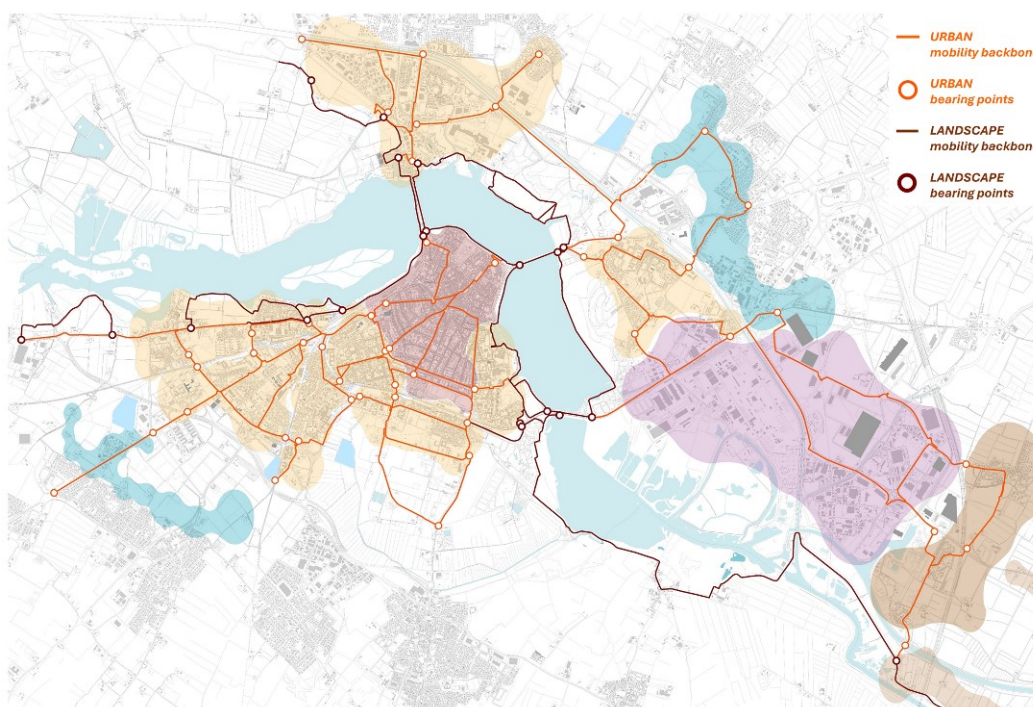 URBAN
mobility backbon
URBAN
bearing points
LANDSCAPE
mobility backbon
LANDSCAPE
bearing points